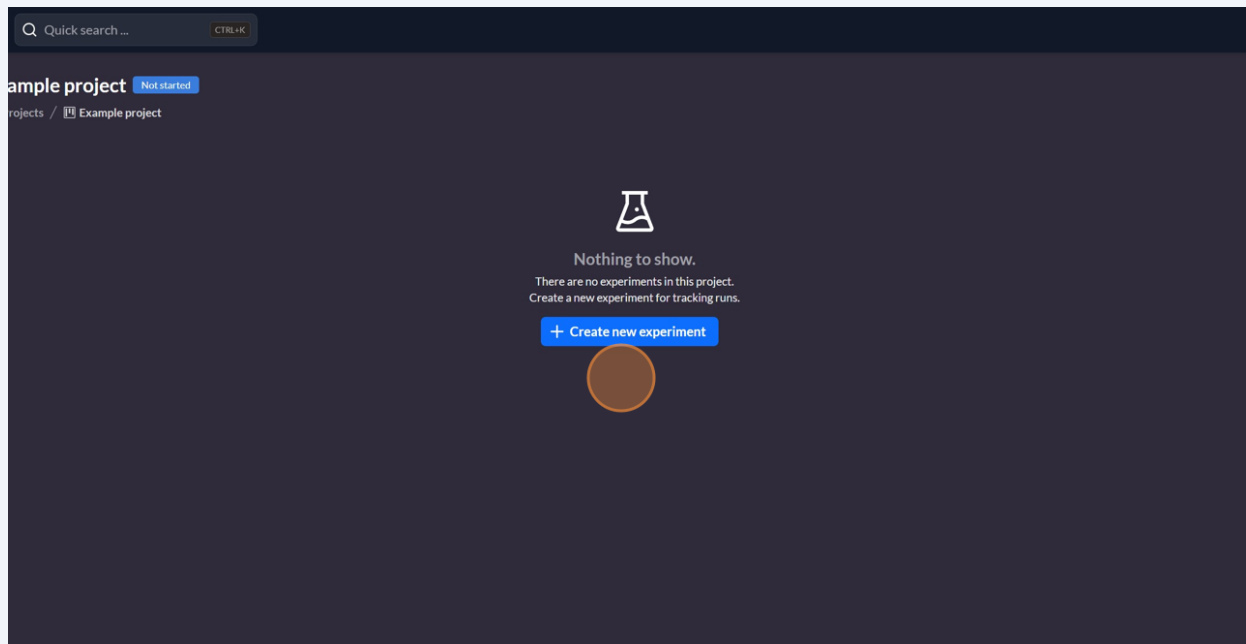 Quick search ... CTRL+K
ample project Not started
rojects / Example project
Nothing to show.
There are no experiments in this project.
Create a new experiment for tracking runs.
+ Create new experiment